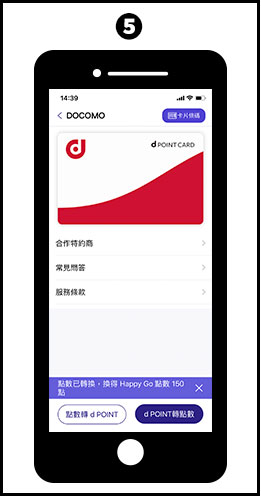 5
14:39
DOCOMO
卡片條碼
d d POINT CARD
合作特約商
常見問答
服務條款
點數已轉換，換得 Happy Go 點數 150
點
點數轉 d POINT
d POINT轉點數